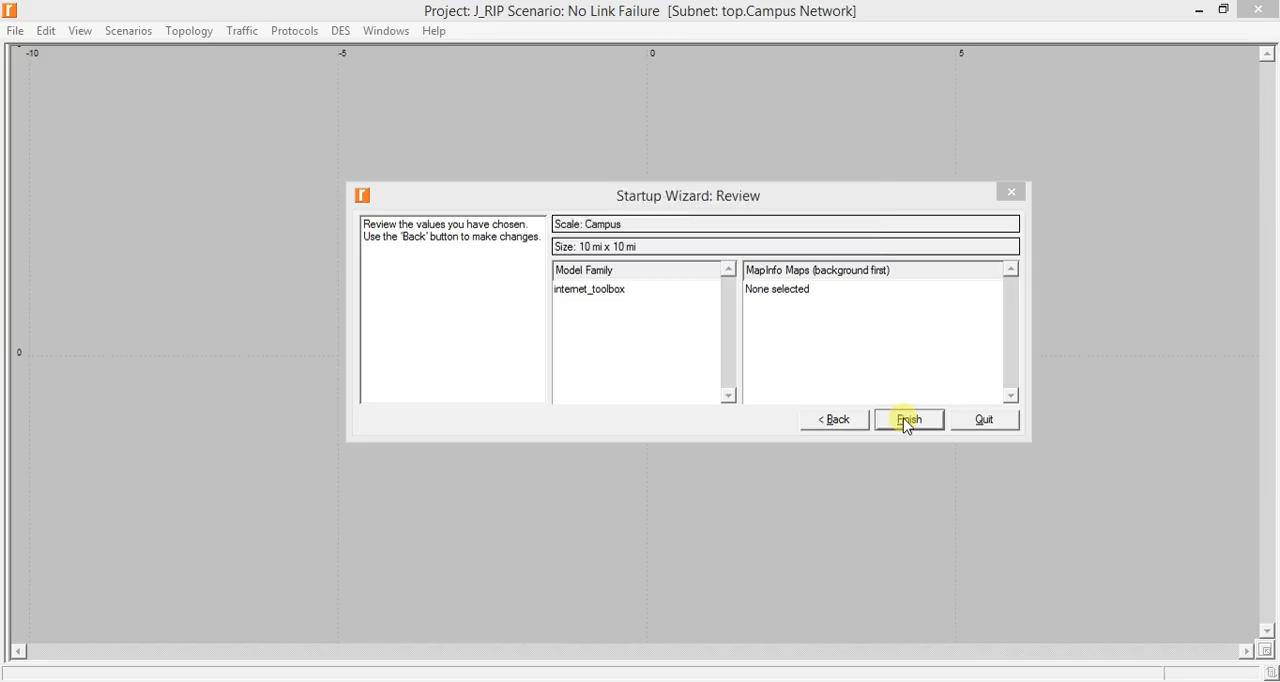 Project: J_RIP Scenario: No Link Failure [Subnet: top.Campus Network]
File Edit View Scenarios Topology Traffic Protocols DES Windows Help
-10 -5 0 5
Startup Wizard: Review
Review the values you have chosen.
Use the 'Back' button to make changes.
Scale: Campus
Size: 10 mi x 10 mi
Model Family
internet_toolbox
MapInfo Maps (background first)
None selected
0
< Back Finish Quit